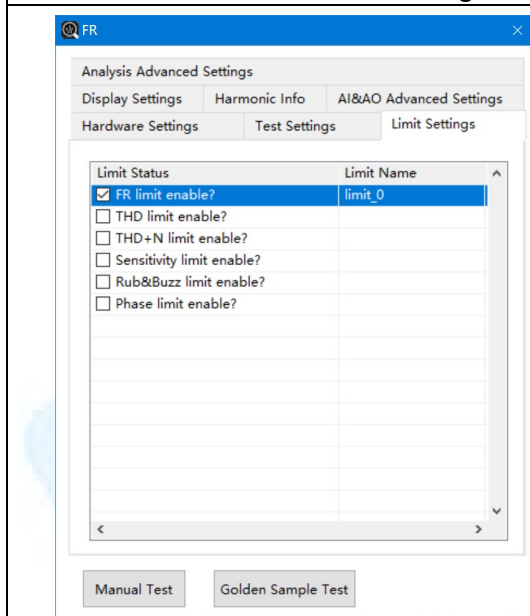 FR
Analysis Advanced Settings
Display Settings Harmonic Info AI&AO Advanced Settings
Hardware Settings Test Settings Limit Settings
Limit Status Limit Name
FR limit enable? limit_0
THD limit enable?
THD+N limit enable?
Sensitivity limit enable?
Rub&Buzz limit enable?
Phase limit enable?
Manual Test Golden Sample Test